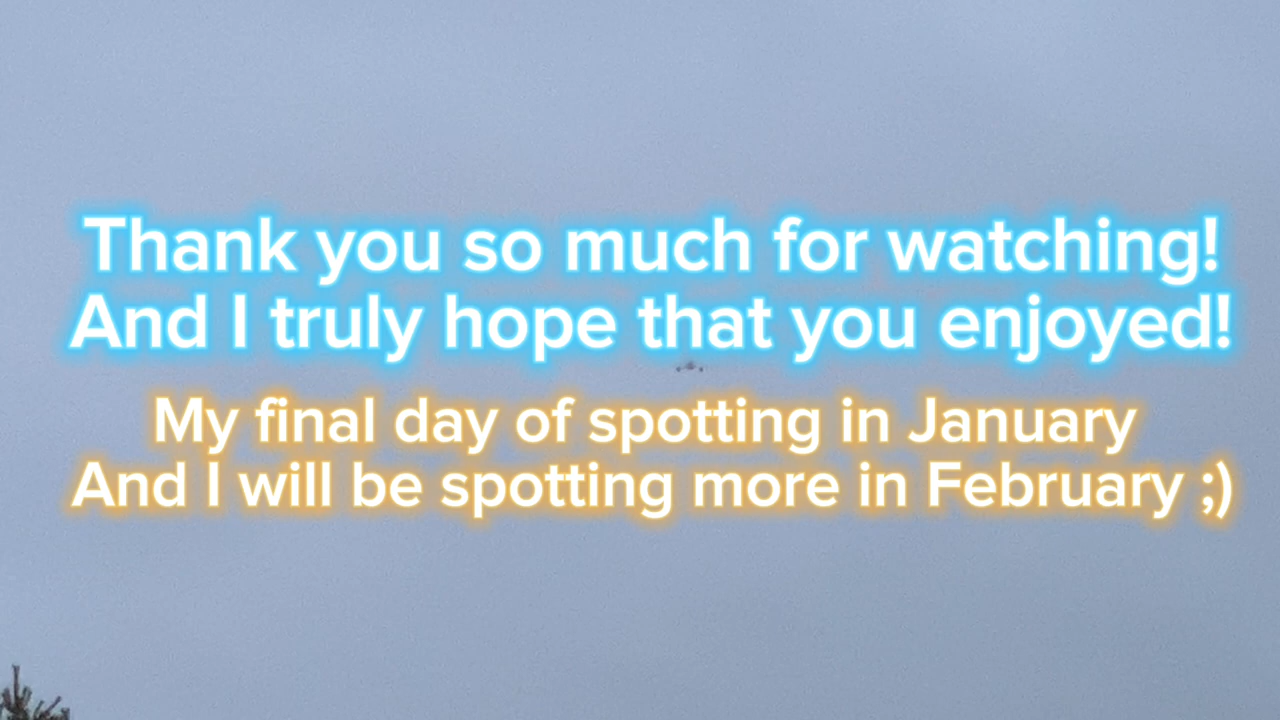 Thank you so much for watching!
And I truly hope that you enjoyed!
My final day of spotting in January
And I will be spotting more in February ;)